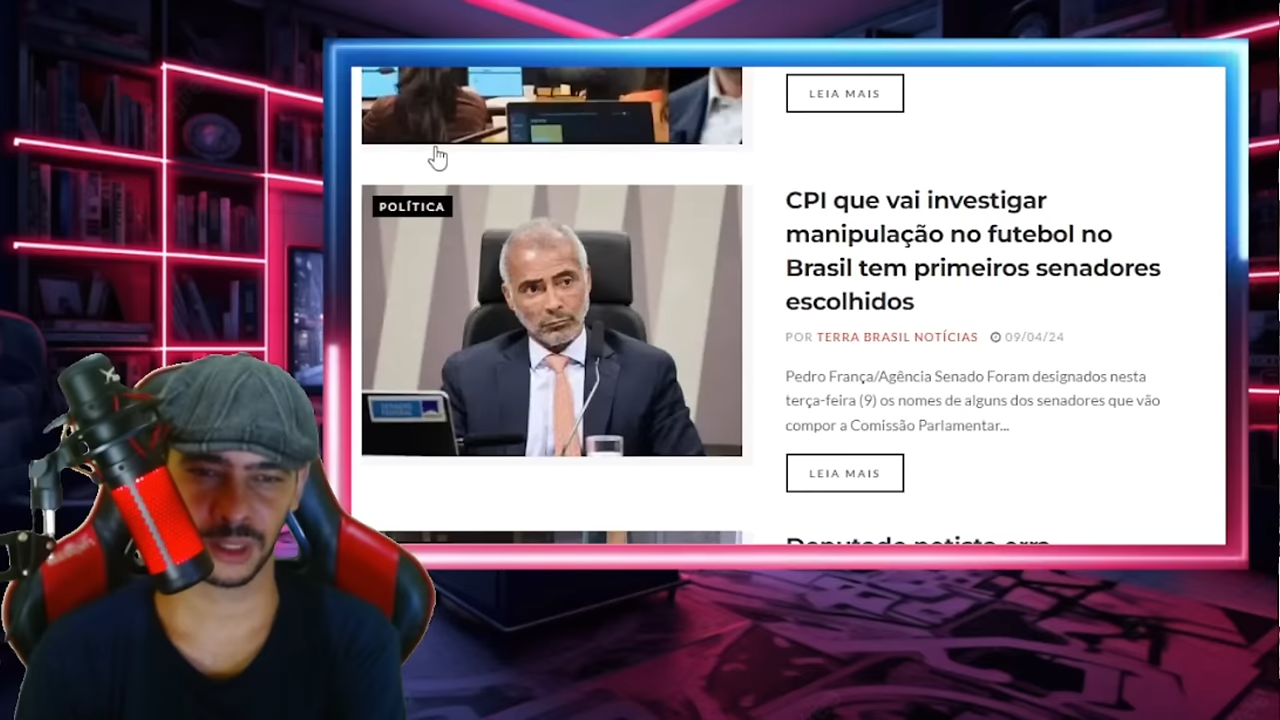 LEIA MAIS
POLÍTICA
CPI que vai investigar
manipulação no futebol no
Brasil tem primeiros senadores
escolhidos
POR TERRA BRASIL NOTÍCIAS 09/04/24
Pedro França/Agência Senado Foram designados nesta
terça-feira (9) os nomes de alguns dos senadores que vão
compor a Comissão Parlamentar...
SENADO
FEDERAL
LEIA MAIS